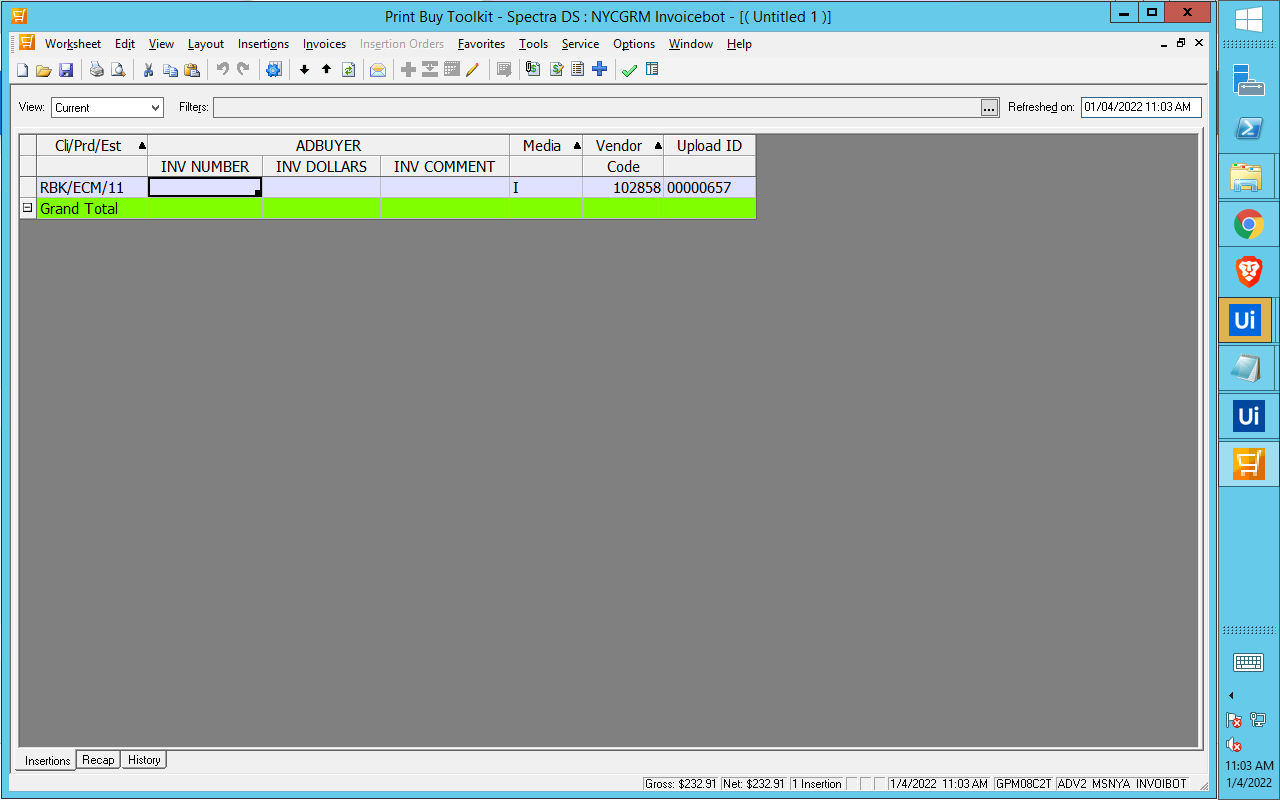 Print Buy Toolkit - Spectra DS : NYCGRM Invoicebot - [( Untitled 1 )]
Worksheet Edit View Layout Insertions Invoices Insertion Orders Favorites Tools Service Options Window Help
View: Current Filters: ... Refreshed on: 01/04/2022 11:03 AM
Cli/Prd/Est ADBUYER Media Vendor Upload ID
INV NUMBER INV DOLLARS INV COMMENT Code
RBK/ECM/11 I 102858 00000657
Grand Total
Ui
Ui
Insertions Recap History
Gross: $232.91 Net: $232.91 1 Insertion 1/4/2022 11:03 AM GPM08C2T ADV2 MSNYA INVOIBOT
11:03 AM
1/4/2022